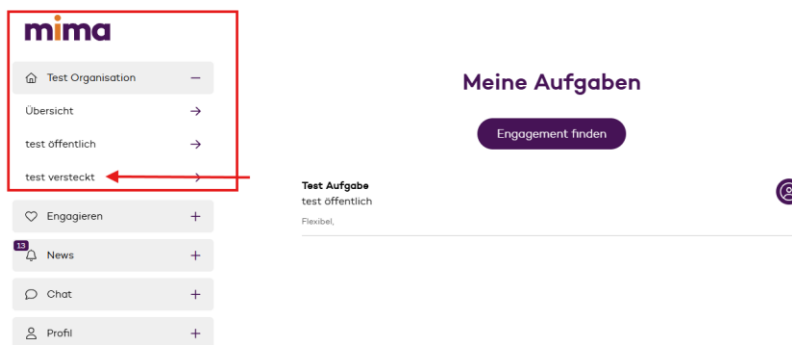 mima
Test Organisation
Übersicht
test öffentlich
test versteckt
Engagieren
13
News
Chat
Profil
Meine Aufgaben
Engagement finden
Test Aufgabe
test öffentlich
Flexibel,